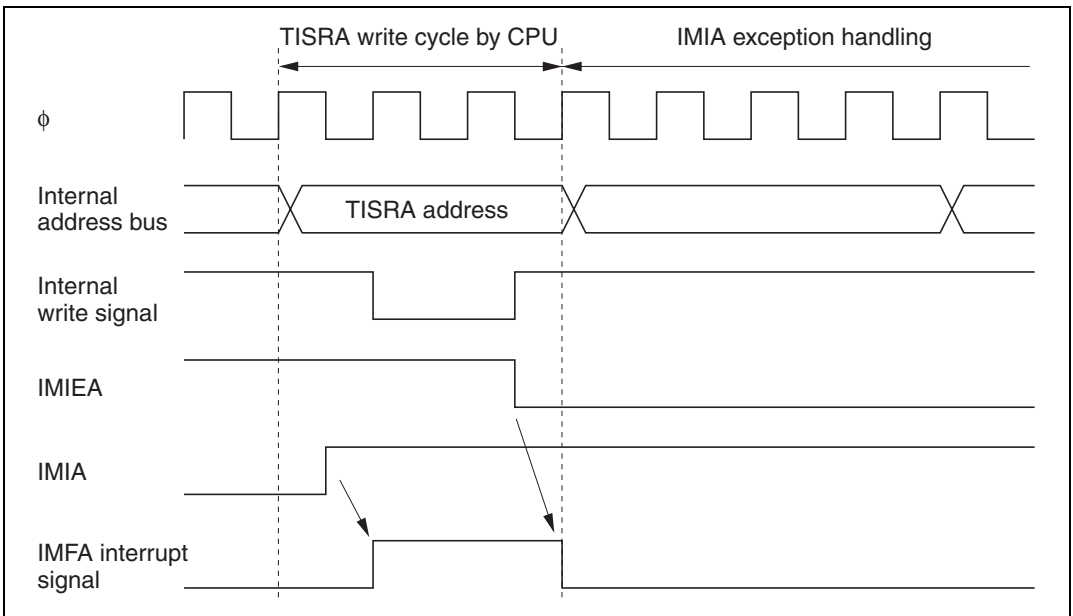 TISRA write cycle by CPU
IMIA exception handling
ϕ
Internal
address bus
TISRA address
Internal
write signal
IMIEA
IMIA
IMFA interrupt
signal